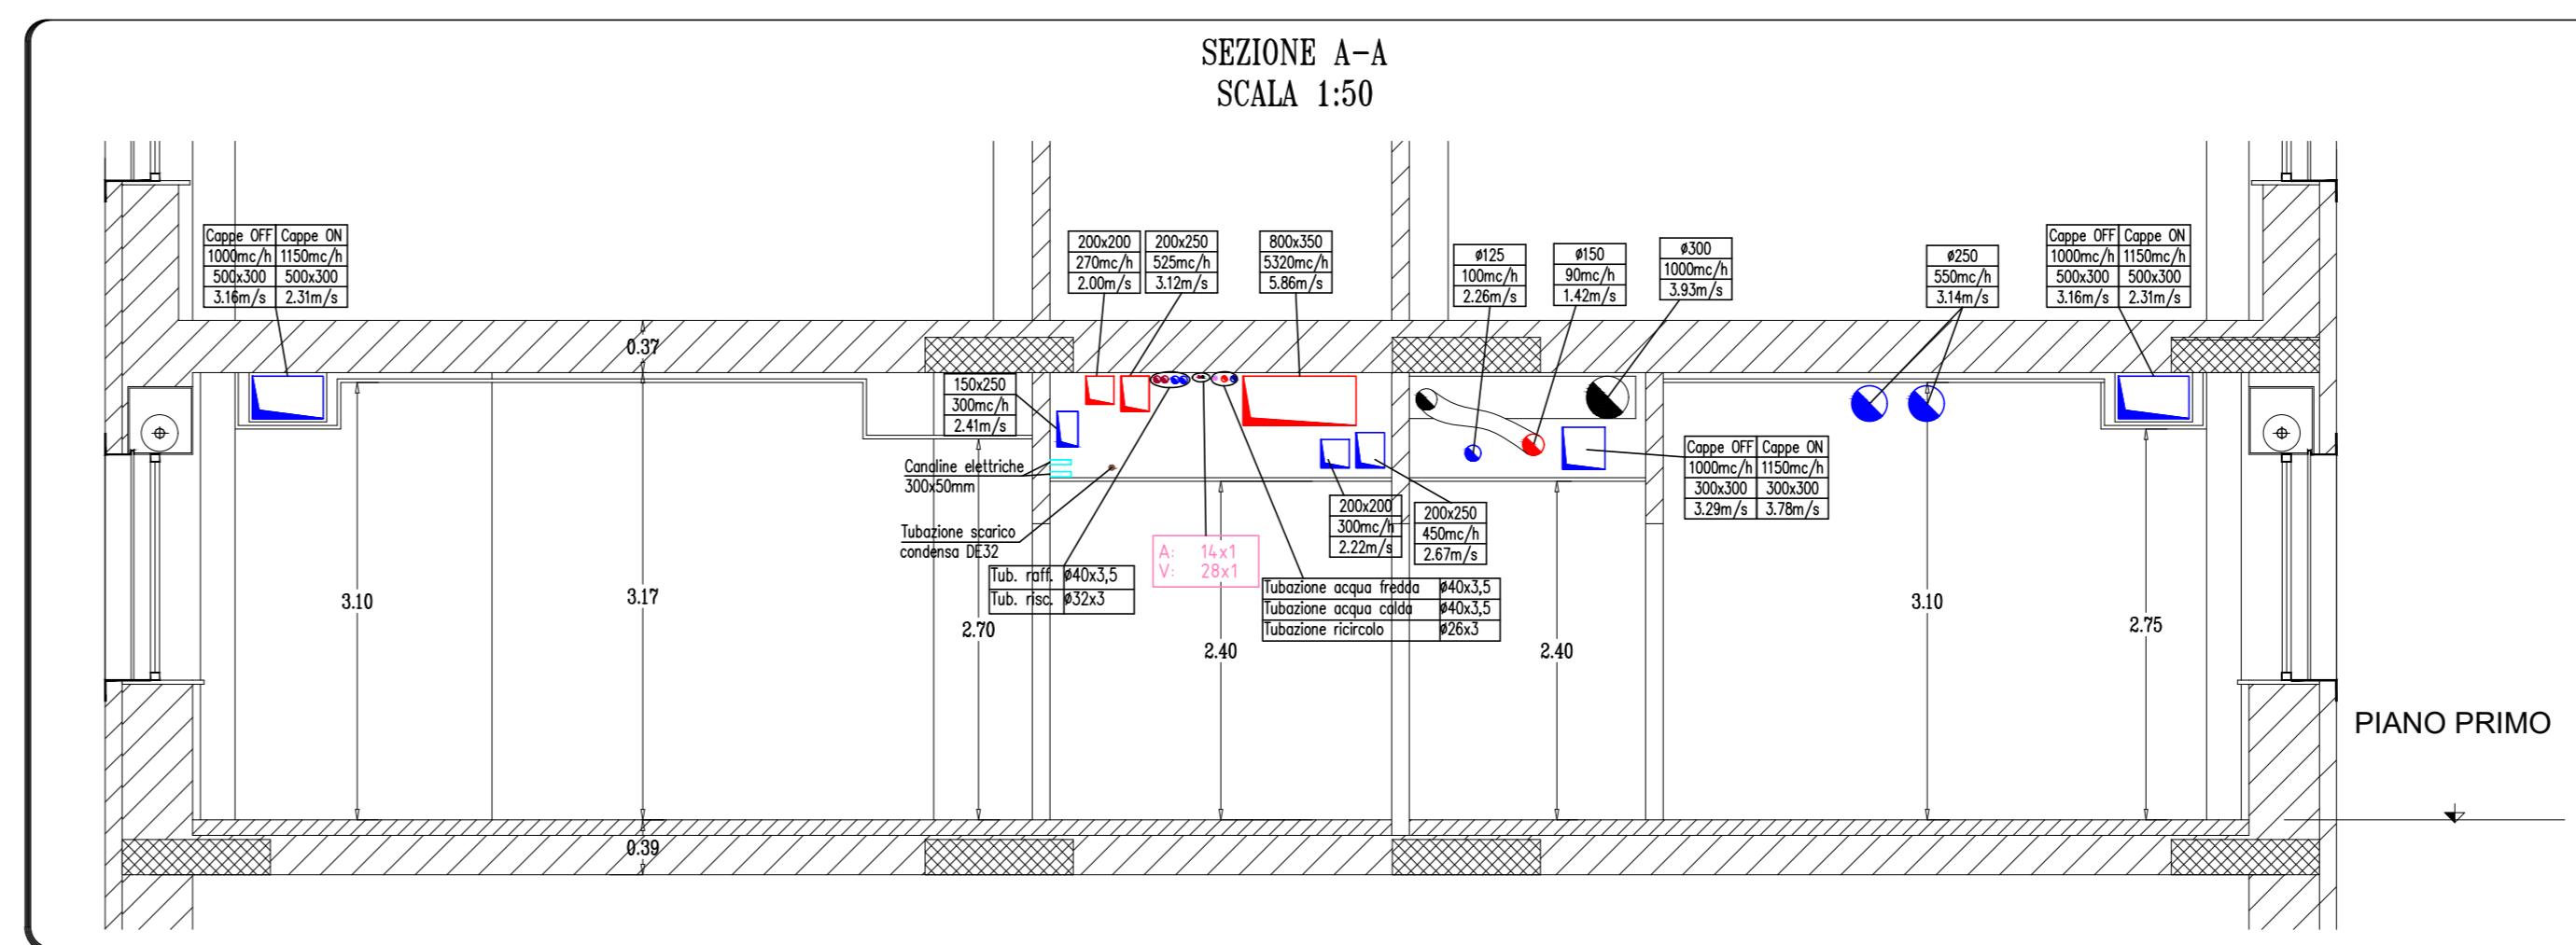 SEZIONE A-A
SCALA 1:50
Cappe OFF Cappe ON
1000mc/h 1150mc/h
500x300 500x300
3.16m/s 2.31m/s
200x200
270mc/h
2.00m/s
200x250
525mc/h
3.12m/s
800x350
5320mc/h
5.86m/s
ø125
100mc/h
2.26m/s
ø150
90mc/h
1.42m/s
ø300
1000mc/h
3.93m/s
ø250
550mc/h
3.14m/s
Cappe OFF Cappe ON
1000mc/h 1150mc/h
500x300 500x300
3.16m/s 2.31m/s
0.37
150x250
300mc/h
2.41m/s
Canaline elettriche
300x50mm
Tubazione scarico
condensa DE32
Tub. raff. ø40x3,5
Tub. risc. ø32x3
A: 14x1
V: 28x1
200x200
300mc/h
2.22m/s
200x250
450mc/h
2.67m/s
Tubazione acqua fredda ø40x3,5
Tubazione acqua calda ø40x3,5
Tubazione ricircolo ø26x3
Cappe OFF Cappe ON
1000mc/h 1150mc/h
300x300 300x300
3.29m/s 3.78m/s
3.10
3.17
2.70
2.40
2.40
3.10
2.75
PIANO PRIMO
0.39